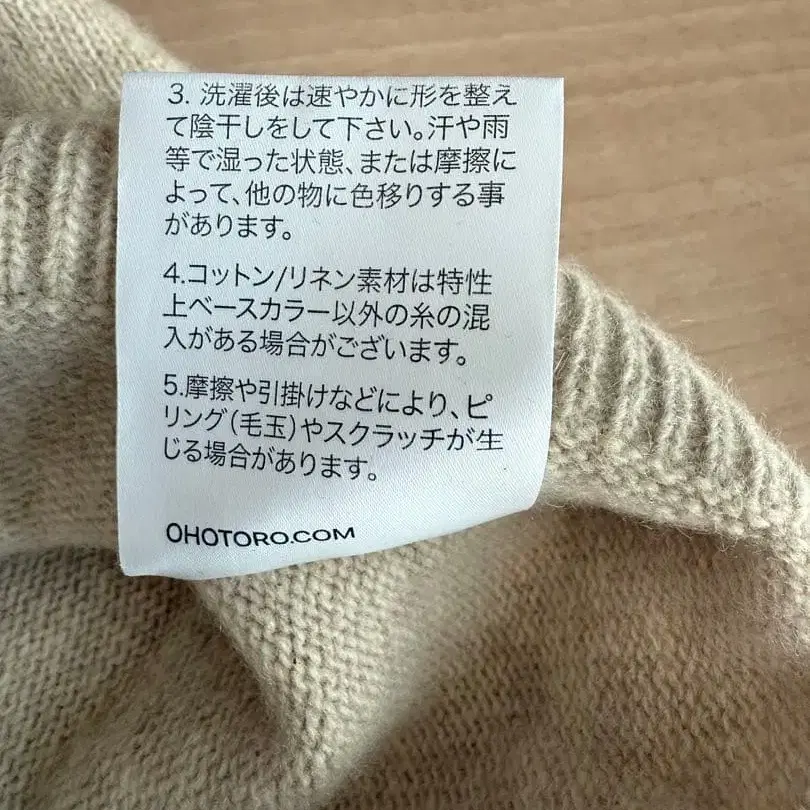 3. 洗濯後は速やかに形を整え
て陰干しをして下さい。汗や雨
等で湿った状態、または摩擦に
よって、他の物に色移りする事
があります。
4.コットン/リネン素材は特性
上ベースカラー以外の糸の混
入がある場合がございます。
5.摩擦や引掛けなどにより、ピ
リング(毛玉)やスクラッチが生
じる場合があります。
OHOTORO.COM